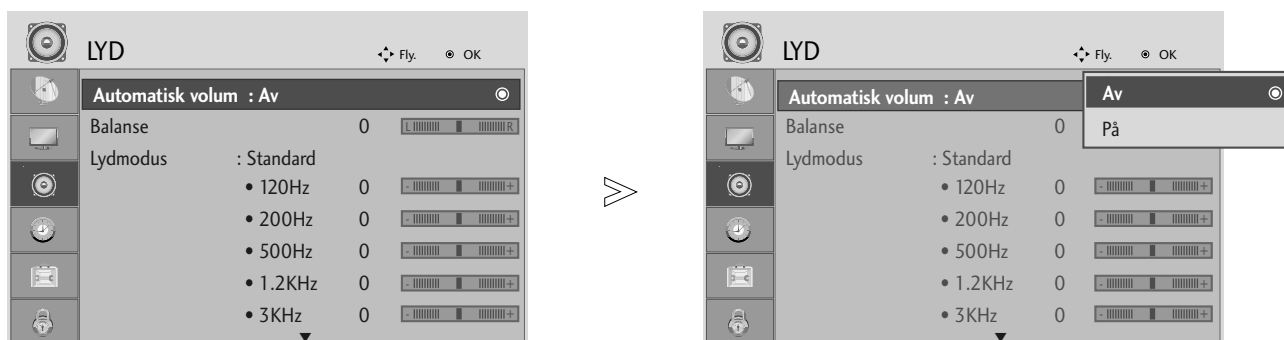 LYD Fly. OK
Automatisk volum : Av
Balanse 0 L R
Lydmodus : Standard
• 120Hz 0 - +
• 200Hz 0 - +
• 500Hz 0 - +
• 1.2KHz 0 - +
• 3KHz 0 - +
LYD Fly. OK
Automatisk volum : Av
Av
På
Balanse 0
Lydmodus : Standard
• 120Hz 0 - +
• 200Hz 0 - +
• 500Hz 0 - +
• 1.2KHz 0 - +
• 3KHz 0 - +